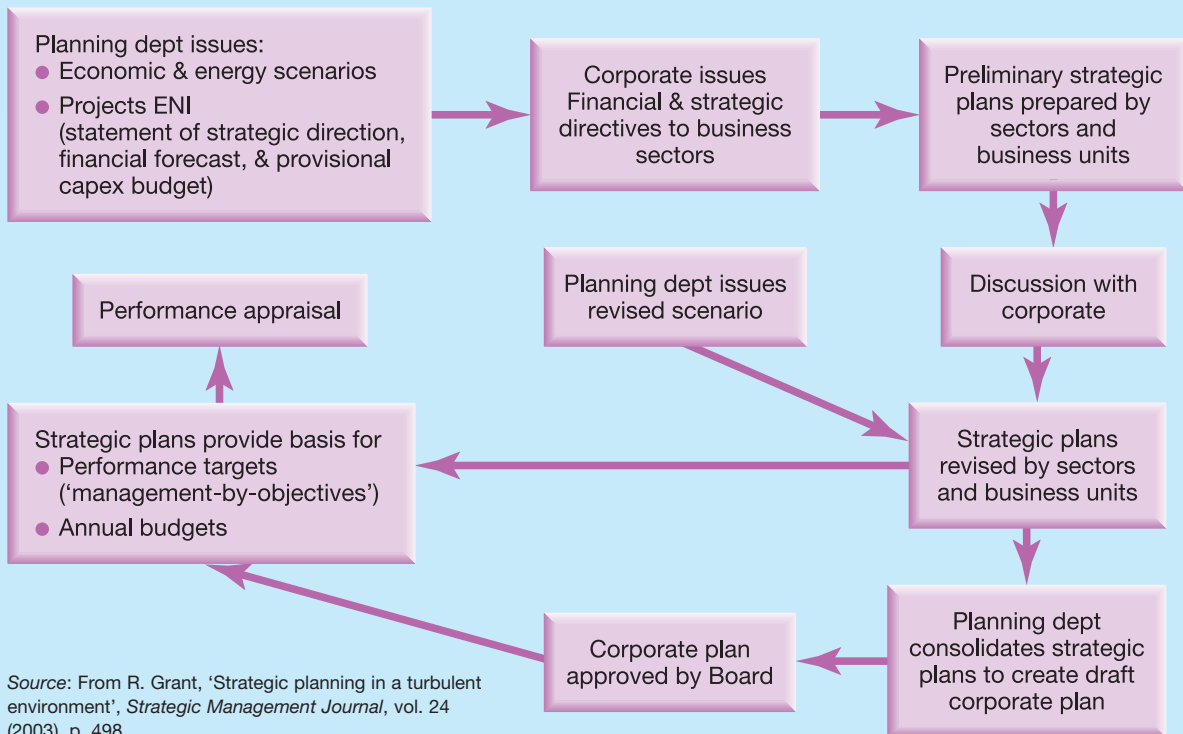 Planning dept issues:
● Economic & energy scenarios
● Projects ENI
(statement of strategic direction,
financial forecast, & provisional
capex budget)
Corporate issues
Financial & strategic
directives to business
sectors
Preliminary strategic
plans prepared by
sectors and
business units
Performance appraisal
Planning dept issues
revised scenario
Discussion with
corporate
Strategic plans provide basis for
● Performance targets
(‘management-by-objectives’)
● Annual budgets
Strategic plans
revised by sectors
and business units
Corporate plan
approved by Board
Planning dept
consolidates strategic
plans to create draft
corporate plan
Source: From R. Grant, ‘Strategic planning in a turbulent
environment’, Strategic Management Journal, vol. 24
(2003), p. 498